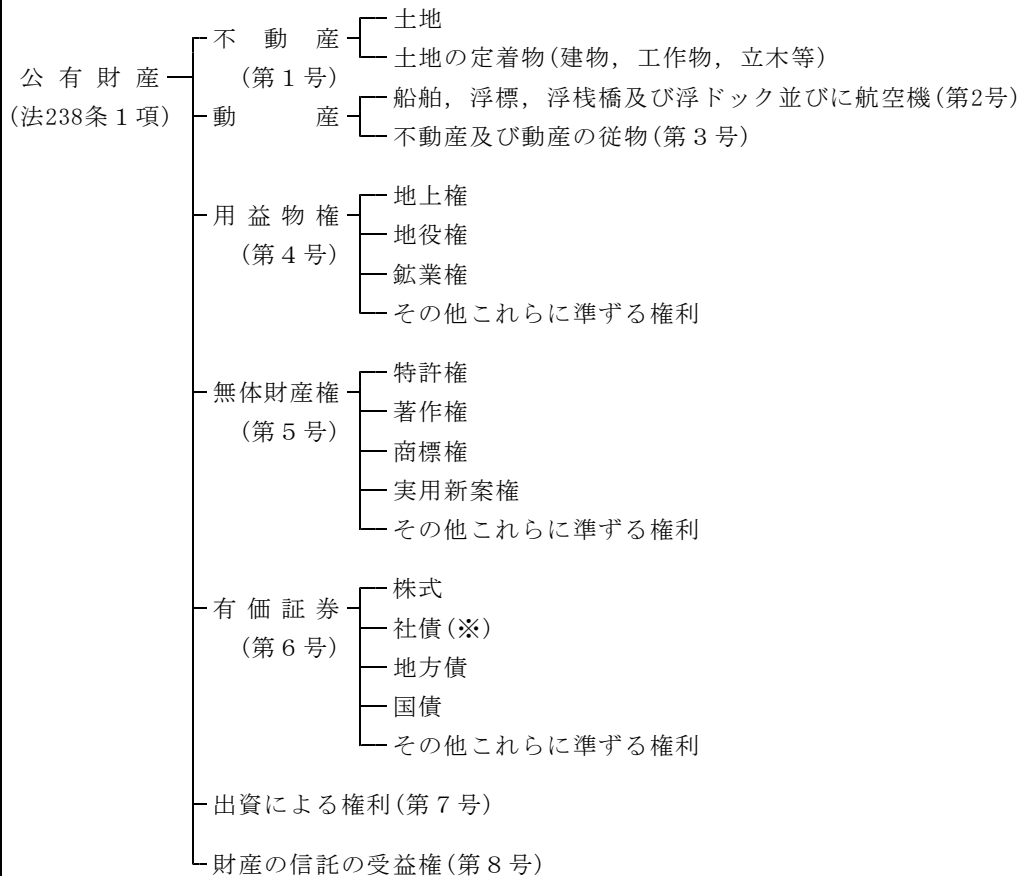 公有財産
(法238条1項)
不動産
(第1号)
土地
土地の定着物(建物，工作物，立木等)
動産
船舶，浮標，浮桟橋及び浮ドック並びに航空機(第2号)
不動産及び動産の従物(第3号)
用益物権
(第4号)
地上権
地役権
鉱業権
その他これらに準ずる権利
無体財産権
(第5号)
特許権
著作権
商標権
実用新案権
その他これらに準ずる権利
有価証券
(第6号)
株式
社債(※)
地方債
国債
その他これらに準ずる権利
出資による権利(第7号)
財産の信託の受益権(第8号)